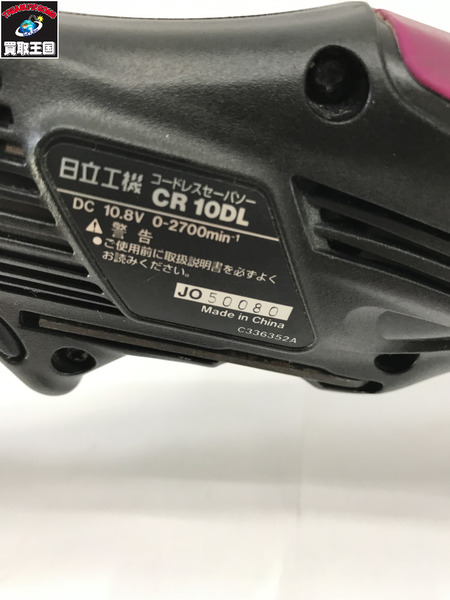 買取王国
日立工機 コードレスセーバソー
CR 10DL
DC 10.8V 0-2700min⁻¹
警告
●ご使用前に取扱説明書を必ずよく
お読みください。
JO50080
Made in China
C336352A